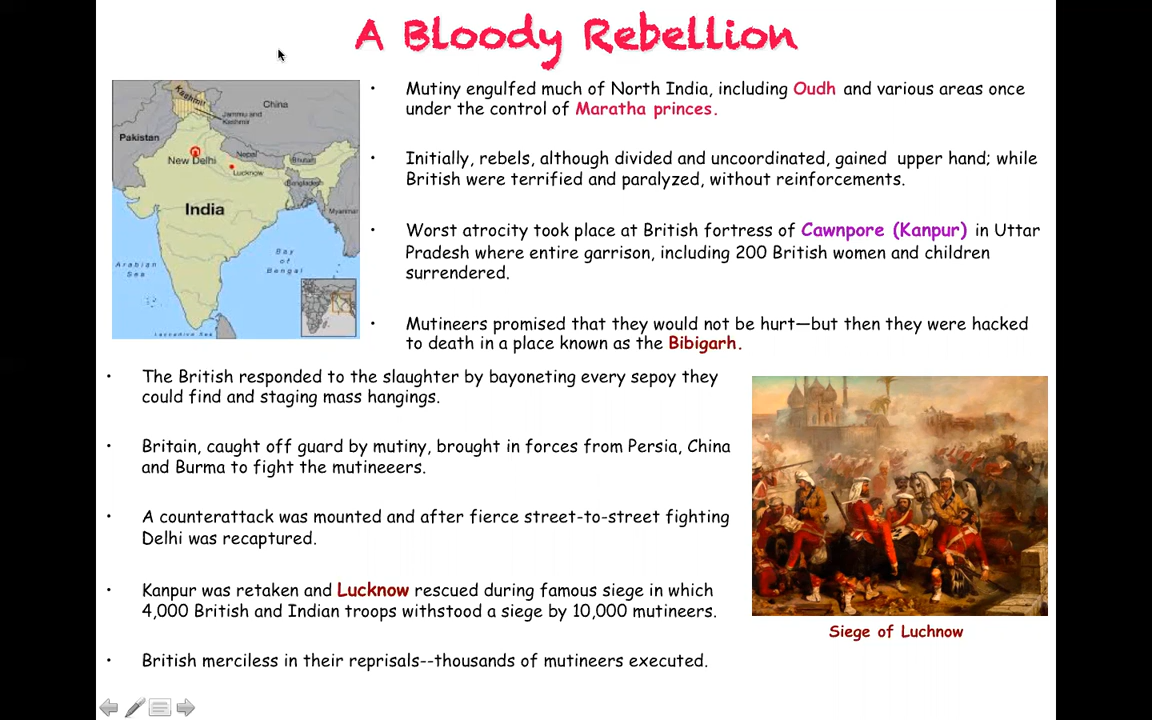 A Bloody Rebellion
Kashmir
China
Jammu and
Kashmir
Pakistan
New Delhi
Nepal
Bhutan
Lucknow
Bangladesh
India
Myanmar
Arabian
Sea
Bay
of
Bengal
Laccadive Sea
• Mutiny engulfed much of North India, including Oudh and various areas once
under the control of Maratha princes.
• Initially, rebels, although divided and uncoordinated, gained upper hand; while
British were terrified and paralyzed, without reinforcements.
• Worst atrocity took place at British fortress of Cawnpore (Kanpur) in Uttar
Pradesh where entire garrison, including 200 British women and children
surrendered.
• Mutineers promised that they would not be hurt—but then they were hacked
to death in a place known as the Bibigarh.
• The British responded to the slaughter by bayoneting every sepoy they
could find and staging mass hangings.
• Britain, caught off guard by mutiny, brought in forces from Persia, China
and Burma to fight the mutineeers.
• A counterattack was mounted and after fierce street-to-street fighting
Delhi was recaptured.
• Kanpur was retaken and Lucknow rescued during famous siege in which
4,000 British and Indian troops withstood a siege by 10,000 mutineers.
• British merciless in their reprisals--thousands of mutineers executed.
Siege of Luchnow